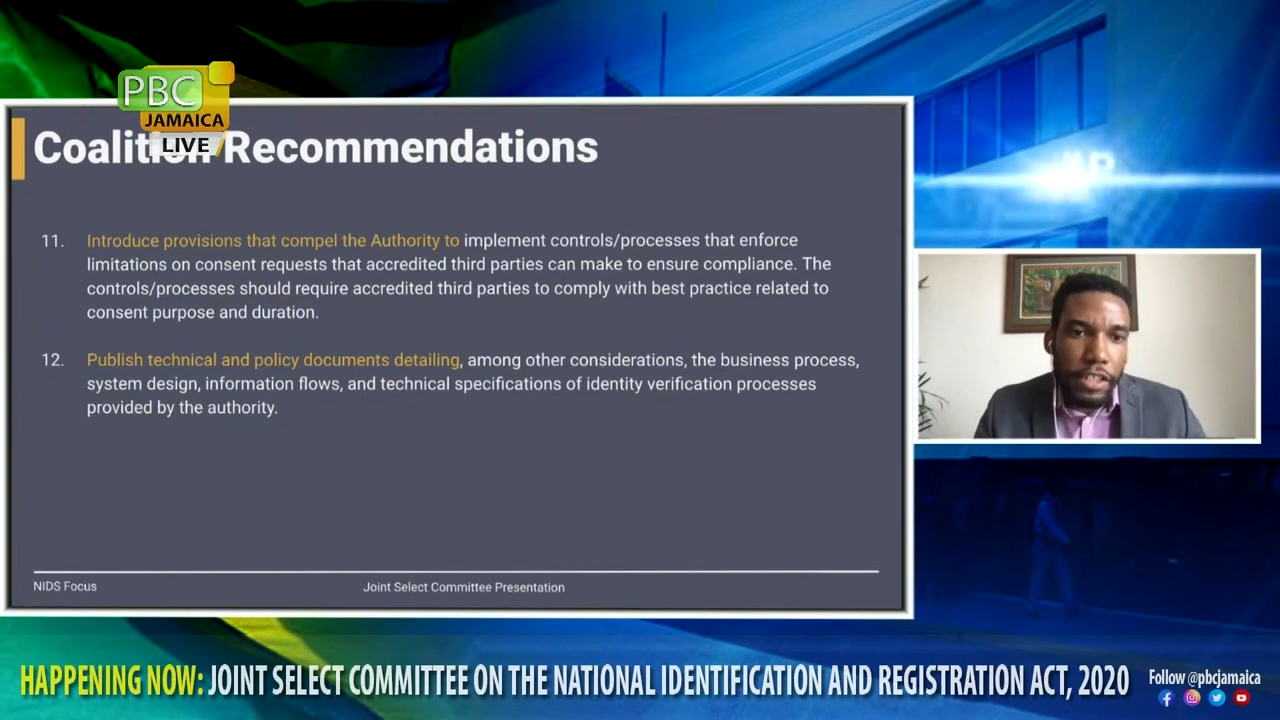 PBC
JAMAICA
LIVE
Coalition Recommendations
11. Introduce provisions that compel the Authority to implement controls/processes that enforce
limitations on consent requests that accredited third parties can make to ensure compliance. The
controls/processes should require accredited third parties to comply with best practice related to
consent purpose and duration.
12. Publish technical and policy documents detailing, among other considerations, the business process,
system design, information flows, and technical specifications of identity verification processes
provided by the authority.
NIDS Focus
Joint Select Committee Presentation
HAPPENING NOW: JOINT SELECT COMMITTEE ON THE NATIONAL IDENTIFICATION AND REGISTRATION ACT, 2020
Follow @pbcjamaica